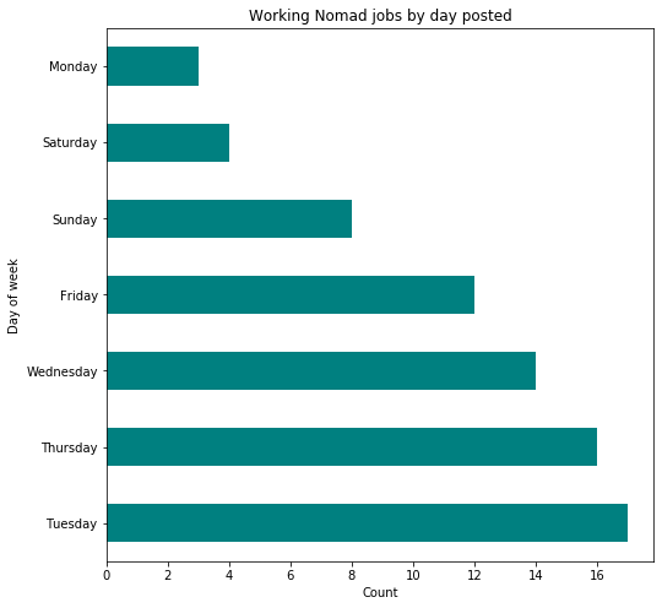 Working Nomad jobs by day posted
Monday
Saturday
Sunday
Friday
Wednesday
Thursday
Tuesday
Day of week
0 2 4 6 8 10 12 14 16
Count